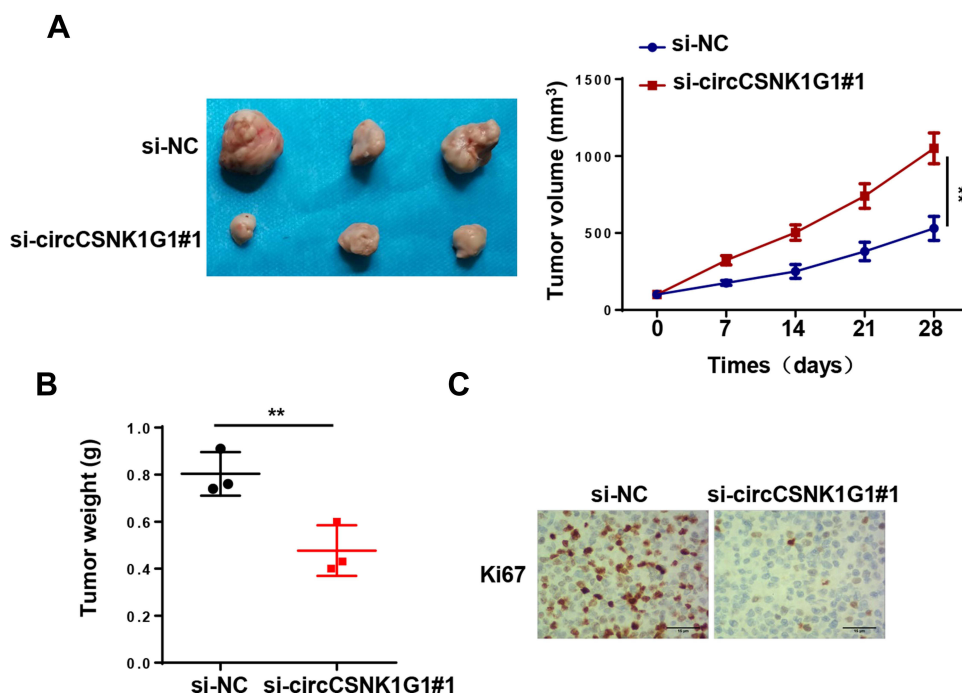 A
si-NC
si-circCSNK1G1#1
si-NC
si-circCSNK1G1#1
Tumor volume (mm³)
1500
1000
500
0
**
0 7 14 21 28
Times（days）
B
**
Tumor weight (g)
1.0
0.8
0.6
0.4
0.2
0.0
si-NC si-circCSNK1G1#1
C
si-NC si-circCSNK1G1#1
Ki67